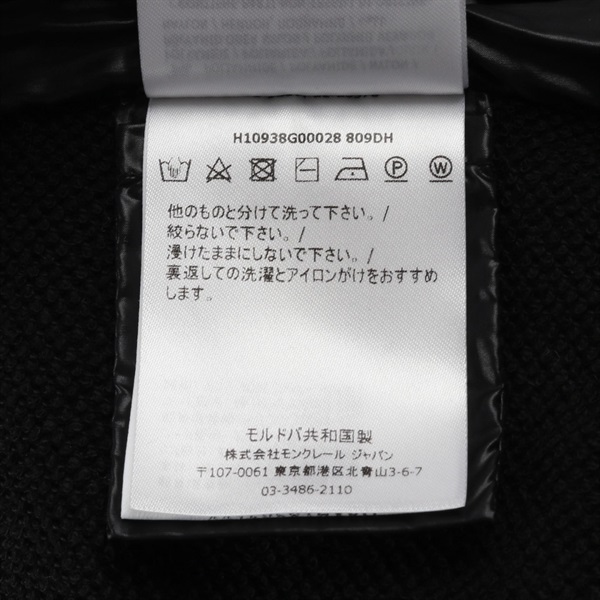 H10938G00028 809DH
P
W
他のものと分けて洗って下さい。/
絞らないで下さい。/
浸けたままにしないで下さい。/
裏返しての洗濯とアイロンがけをおすすめ
します。
モルドバ共和国製
株式会社モンクレール ジャパン
〒107-0061 東京都港区北青山3-6-7
03-3486-2110